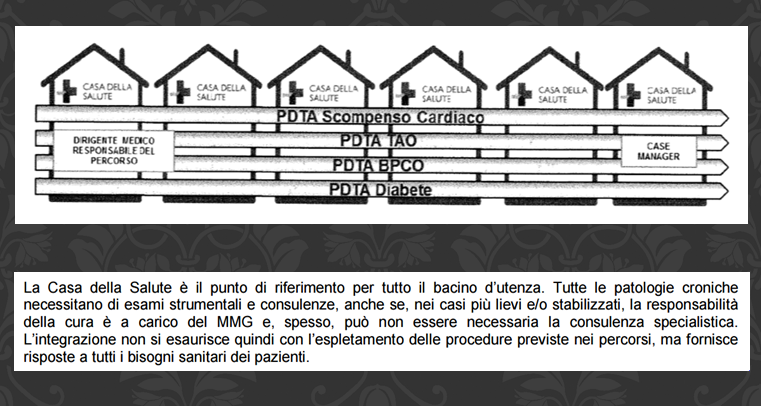 CASA DELLA
SALUTE
CASA DELLA
SALUTE
CASA DELLA
SALUTE
CASA DELLA
SALUTE
CASA DELLA
SALUTE
CASA DELLA
SALUTE
PDTA Scompenso Cardiaco
DIRIGENTE MEDICO
RESPONSABILE DEL
PERCORSO
PDTA TAO
CASE
MANAGER
PDTA BPCO
PDTA Diabete
La Casa della Salute è il punto di riferimento per tutto il bacino d'utenza. Tutte le patologie croniche
necessitano di esami strumentali e consulenze, anche se, nei casi più lievi e/o stabilizzati, la responsabilità
della cura è a carico del MMG e, spesso, può non essere necessaria la consulenza specialistica.
L'integrazione non si esaurisce quindi con l'espletamento delle procedure previste nei percorsi, ma fornisce
risposte a tutti i bisogni sanitari dei pazienti.